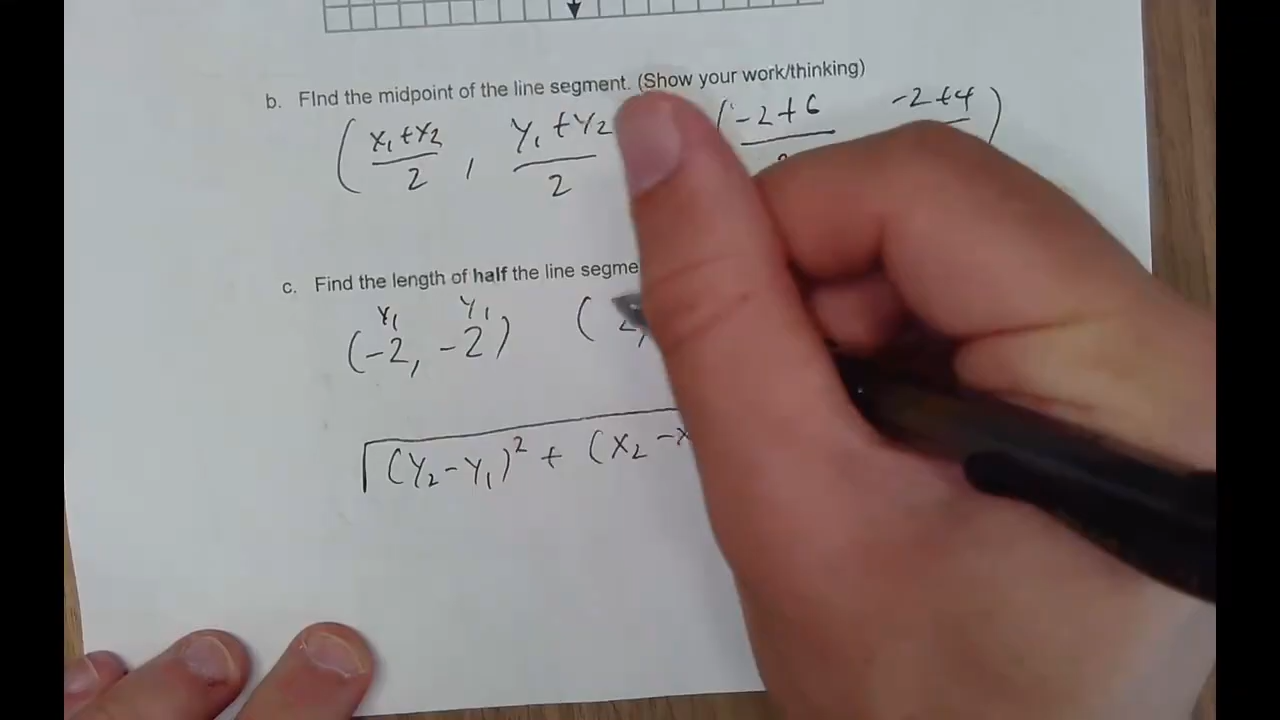 b. FInd the midpoint of the line segment. (Show your work/thinking)
(x₁+x₂/2, y₁+y₂/2 (-2+6/ -2+4/)
c. Find the length of half the line
x₁ y₁
(-2, -2) (2,
√(y₂-y₁)² + (x₂-x